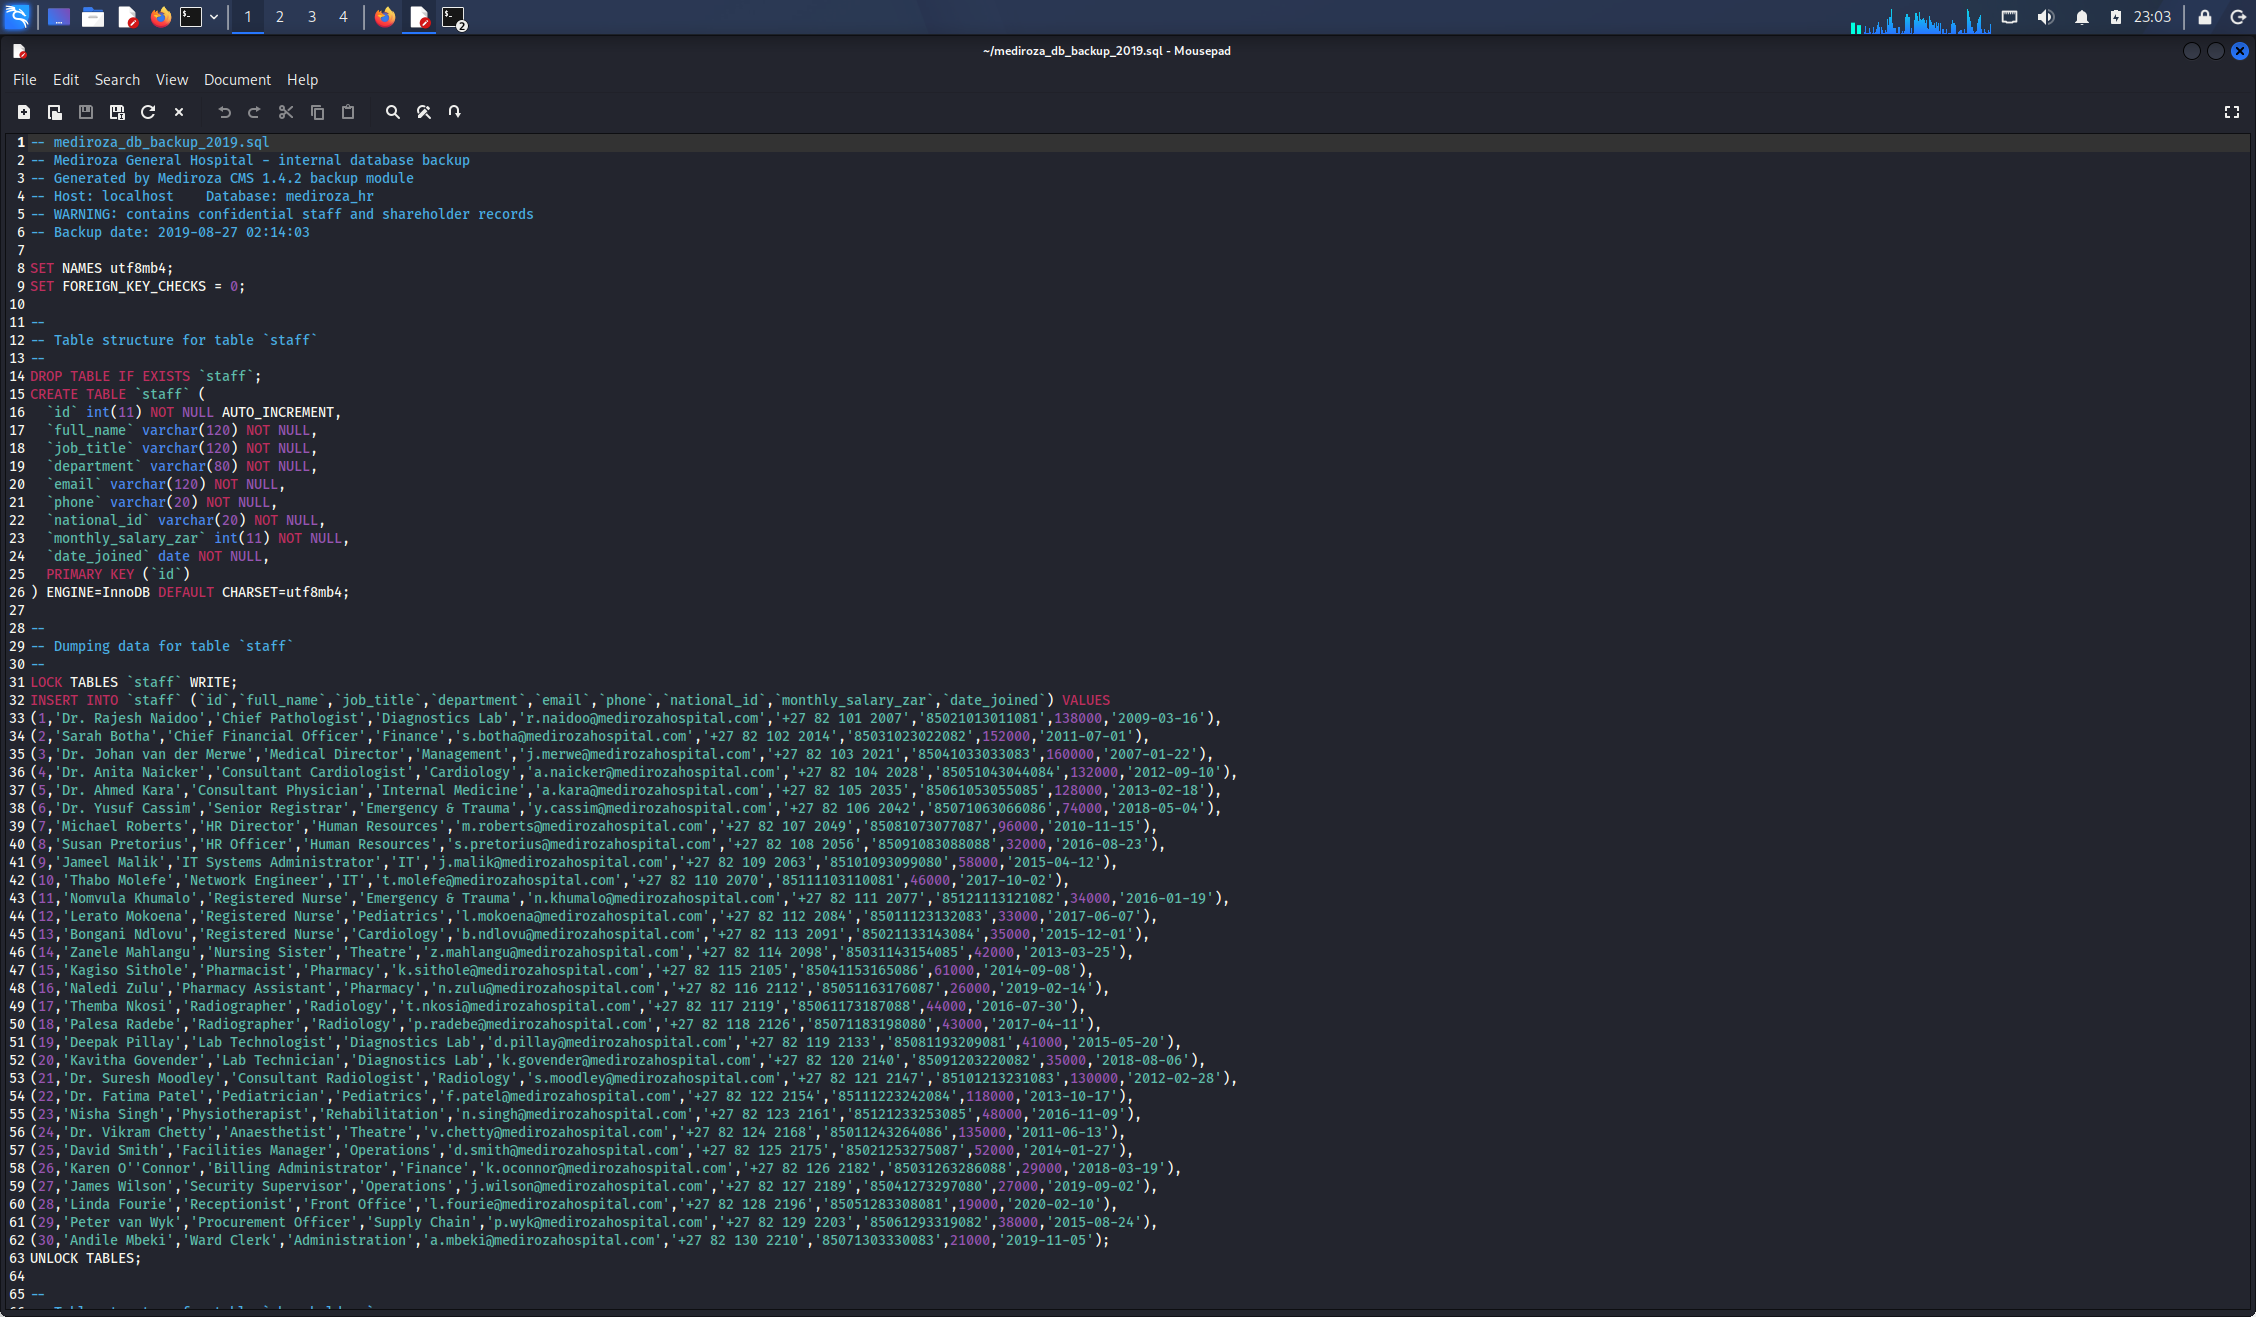 1 2 3 4 2 23:03
~/mediroza_db_backup_2019.sql - Mousepad
File Edit Search View Document Help
1 -- mediroza_db_backup_2019.sql
2 -- Mediroza General Hospital - internal database backup
3 -- Generated by Mediroza CMS 1.4.2 backup module
4 -- Host: localhost    Database: mediroza_hr
5 -- WARNING: contains confidential staff and shareholder records
6 -- Backup date: 2019-08-27 02:14:03
7
8 SET NAMES utf8mb4;
9 SET FOREIGN_KEY_CHECKS = 0;
10
11 --
12 -- Table structure for table `staff`
13 --
14 DROP TABLE IF EXISTS `staff`;
15 CREATE TABLE `staff` (
16   `id` int(11) NOT NULL AUTO_INCREMENT,
17   `full_name` varchar(120) NOT NULL,
18   `job_title` varchar(120) NOT NULL,
19   `department` varchar(80) NOT NULL,
20   `email` varchar(120) NOT NULL,
21   `phone` varchar(20) NOT NULL,
22   `national_id` varchar(20) NOT NULL,
23   `monthly_salary_zar` int(11) NOT NULL,
24   `date_joined` date NOT NULL,
25   PRIMARY KEY (`id`)
26 ) ENGINE=InnoDB DEFAULT CHARSET=utf8mb4;
27
28 --
29 -- Dumping data for table `staff`
30 --
31 LOCK TABLES `staff` WRITE;
32 INSERT INTO `staff` (`id`,`full_name`,`job_title`,`department`,`email`,`phone`,`national_id`,`monthly_salary_zar`,`date_joined`) VALUES
33 (1,'Dr. Rajesh Naidoo','Chief Pathologist','Diagnostics Lab','r.naidoo@medirozahospital.com','+27 82 101 2007','85021013011081',138000,'2009-03-16'),
34 (2,'Sarah Botha','Chief Financial Officer','Finance','s.botha@medirozahospital.com','+27 82 102 2014','85031023022082',152000,'2011-07-01'),
35 (3,'Dr. Johan van der Merwe','Medical Director','Management','j.merwe@medirozahospital.com','+27 82 103 2021','85041033033083',160000,'2007-01-22'),
36 (4,'Dr. Anita Naicker','Consultant Cardiologist','Cardiology','a.naicker@medirozahospital.com','+27 82 104 2028','85051043044084',132000,'2012-09-10'),
37 (5,'Dr. Ahmed Kara','Consultant Physician','Internal Medicine','a.kara@medirozahospital.com','+27 82 105 2035','85061053055085',128000,'2013-02-18'),
38 (6,'Dr. Yusuf Cassim','Senior Registrar','Emergency & Trauma','y.cassim@medirozahospital.com','+27 82 106 2042','85071063066086',74000,'2018-05-04'),
39 (7,'Michael Roberts','HR Director','Human Resources','m.roberts@medirozahospital.com','+27 82 107 2049','85081073077087',96000,'2010-11-15'),
40 (8,'Susan Pretorius','HR Officer','Human Resources','s.pretorius@medirozahospital.com','+27 82 108 2056','85091083088088',32000,'2016-08-23'),
41 (9,'Jameel Malik','IT Systems Administrator','IT','j.malik@medirozahospital.com','+27 82 109 2063','85101093099080',58000,'2015-04-12'),
42 (10,'Thabo Molefe','Network Engineer','IT','t.molefe@medirozahospital.com','+27 82 110 2070','85111103110081',46000,'2017-10-02'),
43 (11,'Nomvula Khumalo','Registered Nurse','Emergency & Trauma','n.khumalo@medirozahospital.com','+27 82 111 2077','85121113121082',34000,'2016-01-19'),
44 (12,'Lerato Mokoena','Registered Nurse','Pediatrics','l.mokoena@medirozahospital.com','+27 82 112 2084','85011123132083',33000,'2017-06-07'),
45 (13,'Bongani Ndlovu','Registered Nurse','Cardiology','b.ndlovu@medirozahospital.com','+27 82 113 2091','85021133143084',35000,'2015-12-01'),
46 (14,'Zanele Mahlangu','Nursing Sister','Theatre','z.mahlangu@medirozahospital.com','+27 82 114 2098','85031143154085',42000,'2013-03-25'),
47 (15,'Kagiso Sithole','Pharmacist','Pharmacy','k.sithole@medirozahospital.com','+27 82 115 2105','85041153165086',61000,'2014-09-08'),
48 (16,'Naledi Zulu','Pharmacy Assistant','Pharmacy','n.zulu@medirozahospital.com','+27 82 116 2112','85051163176087',26000,'2019-02-14'),
49 (17,'Themba Nkosi','Radiographer','Radiology','t.nkosi@medirozahospital.com','+27 82 117 2119','85061173187088',44000,'2016-07-30'),
50 (18,'Palesa Radebe','Radiographer','Radiology','p.radebe@medirozahospital.com','+27 82 118 2126','85071183198080',43000,'2017-04-11'),
51 (19,'Deepak Pillay','Lab Technologist','Diagnostics Lab','d.pillay@medirozahospital.com','+27 82 119 2133','85081193209081',41000,'2015-05-20'),
52 (20,'Kavitha Govender','Lab Technician','Diagnostics Lab','k.govender@medirozahospital.com','+27 82 120 2140','85091203220082',35000,'2018-08-06'),
53 (21,'Dr. Suresh Moodley','Consultant Radiologist','Radiology','s.moodley@medirozahospital.com','+27 82 121 2147','85101213231083',130000,'2012-02-28'),
54 (22,'Dr. Fatima Patel','Pediatrician','Pediatrics','f.patel@medirozahospital.com','+27 82 122 2154','85111223242084',118000,'2013-10-17'),
55 (23,'Nisha Singh','Physiotherapist','Rehabilitation','n.singh@medirozahospital.com','+27 82 123 2161','85121233253085',48000,'2016-11-09'),
56 (24,'Dr. Vikram Chetty','Anaesthetist','Theatre','v.chetty@medirozahospital.com','+27 82 124 2168','85011243264086',135000,'2011-06-13'),
57 (25,'David Smith','Facilities Manager','Operations','d.smith@medirozahospital.com','+27 82 125 2175','85021253275087',52000,'2014-01-27'),
58 (26,'Karen O''Connor','Billing Administrator','Finance','k.oconnor@medirozahospital.com','+27 82 126 2182','85031263286088',29000,'2018-03-19'),
59 (27,'James Wilson','Security Supervisor','Operations','j.wilson@medirozahospital.com','+27 82 127 2189','85041273297080',27000,'2019-09-02'),
60 (28,'Linda Fourie','Receptionist','Front Office','l.fourie@medirozahospital.com','+27 82 128 2196','85051283308081',19000,'2020-02-10'),
61 (29,'Peter van Wyk','Procurement Officer','Supply Chain','p.wyk@medirozahospital.com','+27 82 129 2203','85061293319082',38000,'2015-08-24'),
62 (30,'Andile Mbeki','Ward Clerk','Administration','a.mbeki@medirozahospital.com','+27 82 130 2210','85071303330083',21000,'2019-11-05');
63 UNLOCK TABLES;
64
65 --